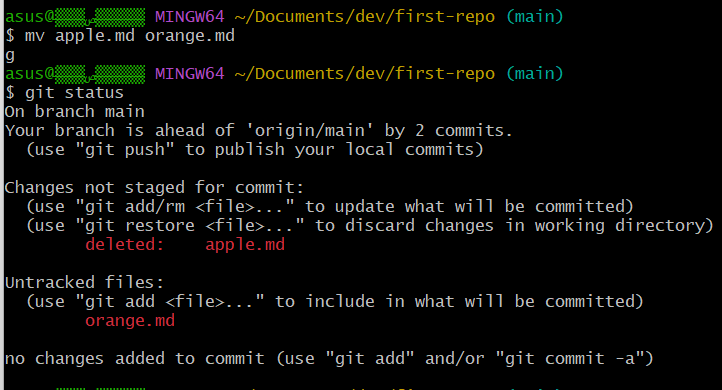 asus@ MINGW64 ~/Documents/dev/first-repo (main)
$ mv apple.md orange.md
g
asus@ MINGW64 ~/Documents/dev/first-repo (main)
$ git status
On branch main
Your branch is ahead of 'origin/main' by 2 commits.
  (use "git push" to publish your local commits)

Changes not staged for commit:
  (use "git add/rm <file>..." to update what will be committed)
  (use "git restore <file>..." to discard changes in working directory)
        deleted:    apple.md

Untracked files:
  (use "git add <file>..." to include in what will be committed)
        orange.md

no changes added to commit (use "git add" and/or "git commit -a")